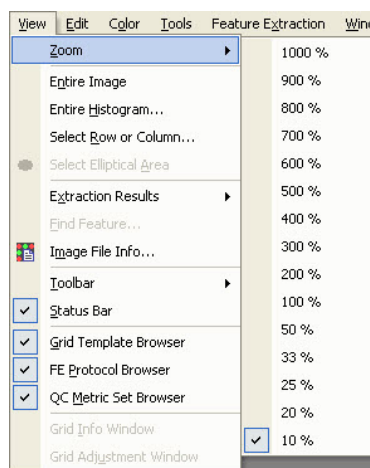 View Edit Color Tools Feature Extraction
Zoom
Entire Image
Entire Histogram...
Select Row or Column...
Select Elliptical Area
Extraction Results
Find Feature...
Image File Info...
Toolbar
Status Bar
Grid Template Browser
FE Protocol Browser
QC Metric Set Browser
Grid Info Window
Grid Adjustment Window
1000 %
900 %
800 %
700 %
600 %
500 %
400 %
300 %
200 %
100 %
50 %
33 %
25 %
20 %
10 %